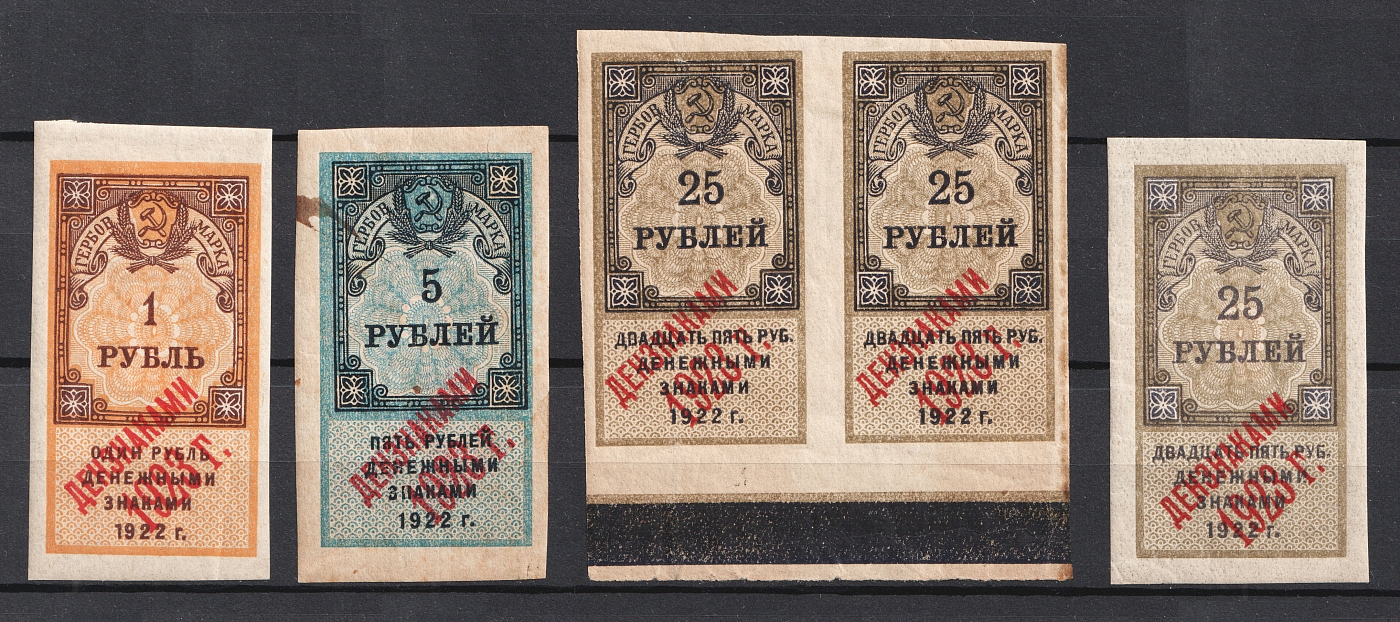 ГЕРБОВ. МАРКА
1
РУБЛЬ
ОДИН РУБЛЬ
ДЕНЕЖНЫМИ
ЗНАКАМИ
1922 г.
ДЕНЗНАКАМИ
1923 Г.
ГЕРБОВ. МАРКА
5
РУБЛЕЙ
ПЯТЬ РУБЛЕЙ
ДЕНЕЖНЫМИ
ЗНАКАМИ
1922 г.
ДЕНЗНАКАМИ
1923 Г.
ГЕРБОВ. МАРКА
25
РУБЛЕЙ
ДВАДЦАТЬ ПЯТЬ РУБ.
ДЕНЕЖНЫМИ
ЗНАКАМИ
1922 г.
ДЕНЗНАКАМИ
1923 Г.
ГЕРБОВ. МАРКА
25
РУБЛЕЙ
ДВАДЦАТЬ ПЯТЬ РУБ.
ДЕНЕЖНЫМИ
ЗНАКАМИ
1922 г.
ДЕНЗНАКАМИ
1923 Г.
ГЕРБОВ. МАРКА
25
РУБЛЕЙ
ДВАДЦАТЬ ПЯТЬ РУБ.
ДЕНЕЖНЫМИ
ЗНАКАМИ
1922 г.
ДЕНЗНАКАМИ
1923 Г.